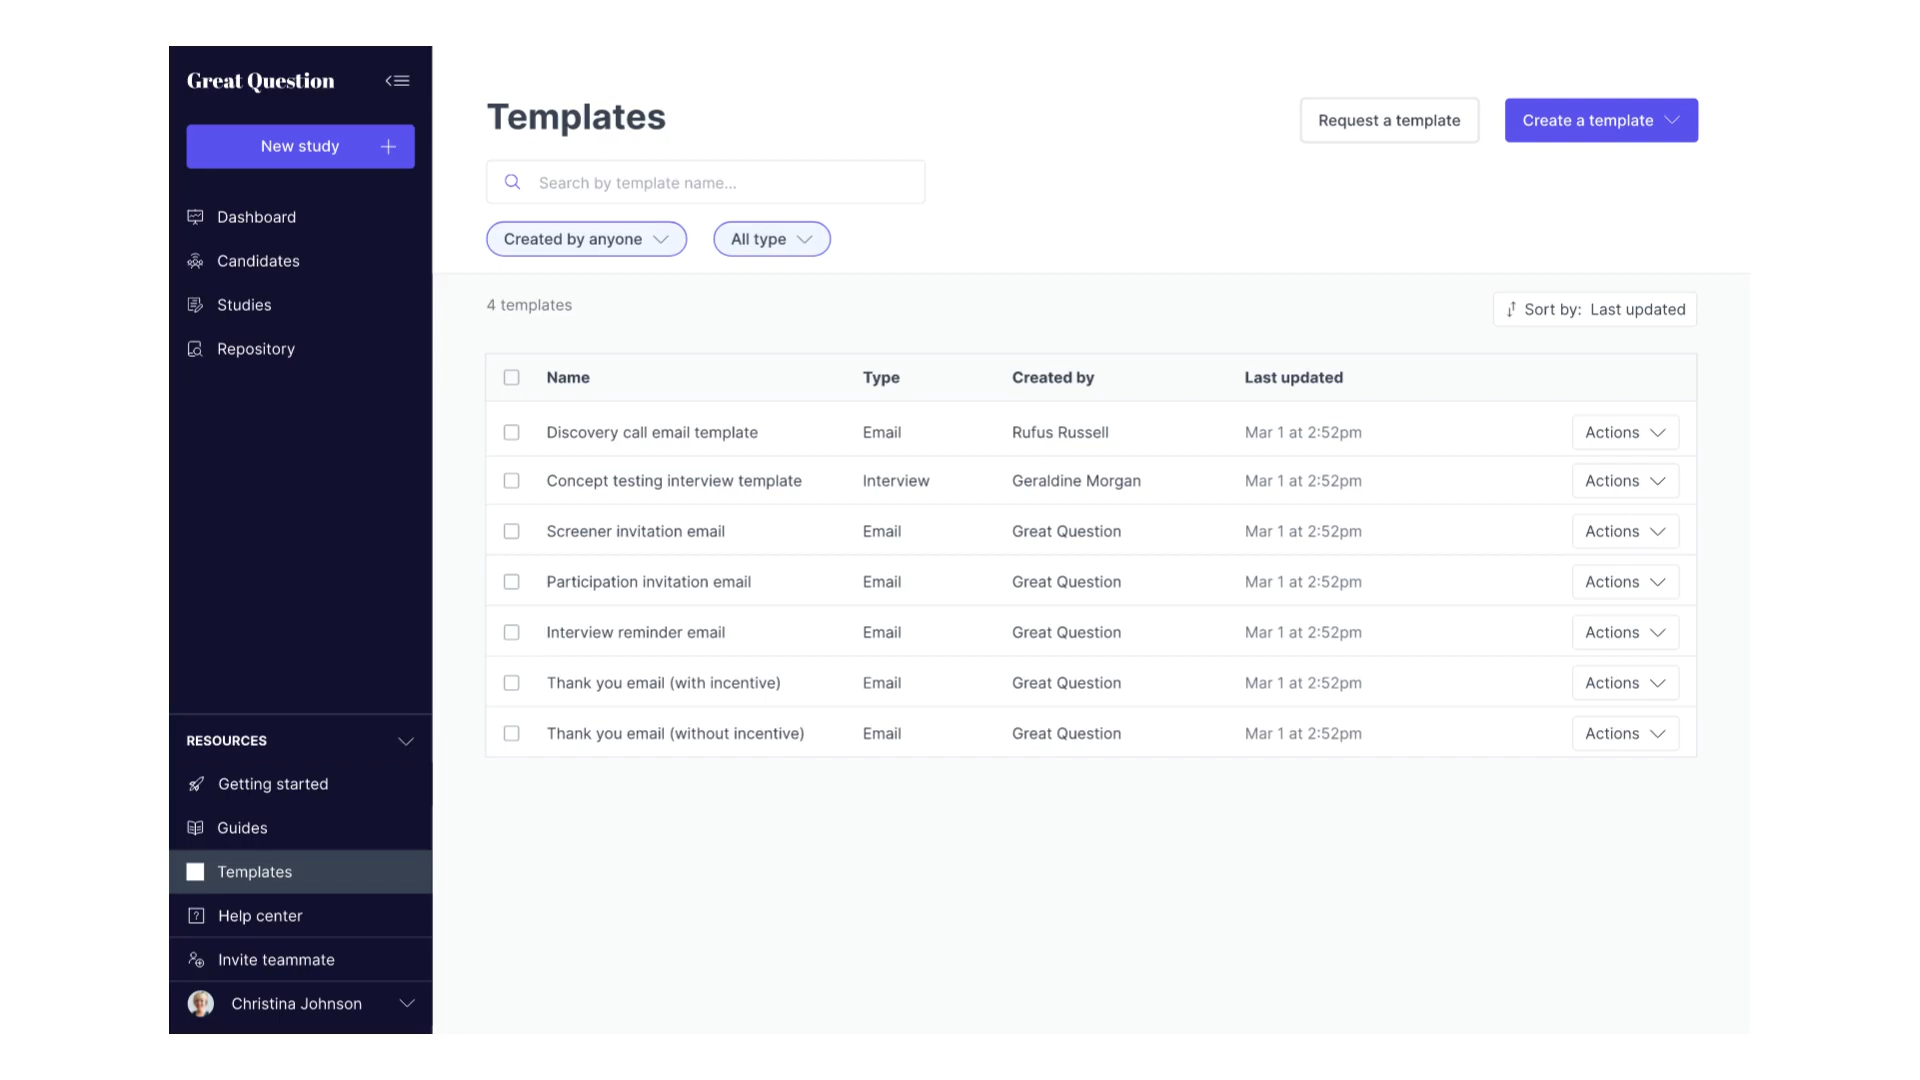 Great Question
New study
Dashboard
Candidates
Studies
Repository
RESOURCES
Getting started
Guides
Templates
Help center
Invite teammate
Christina Johnson
Templates
Request a template
Create a template
Search by template name...
Created by anyone
All type
4 templates
Sort by: Last updated
Name Type Created by Last updated
Discovery call email template Email Rufus Russell Mar 1 at 2:52pm Actions
Concept testing interview template Interview Geraldine Morgan Mar 1 at 2:52pm Actions
Screener invitation email Email Great Question Mar 1 at 2:52pm Actions
Participation invitation email Email Great Question Mar 1 at 2:52pm Actions
Interview reminder email Email Great Question Mar 1 at 2:52pm Actions
Thank you email (with incentive) Email Great Question Mar 1 at 2:52pm Actions
Thank you email (without incentive) Email Great Question Mar 1 at 2:52pm Actions